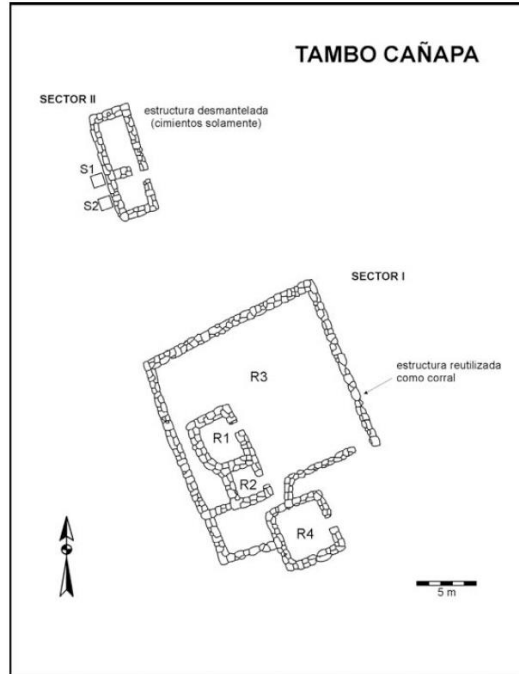 TAMBO CAÑAPA
SECTOR II
estructura desmantelada
(cimientos solamente)
S1
S2
SECTOR I
estructura reutilizada
como corral
R3
R1
R2
R4
5 m